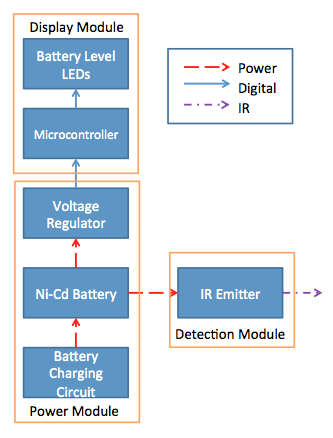 Display Module
Battery Level
LEDs
Microcontroller
Power
Digital
IR
Voltage
Regulator
Ni-Cd Battery
IR Emitter
Detection Module
Battery
Charging
Circuit
Power Module